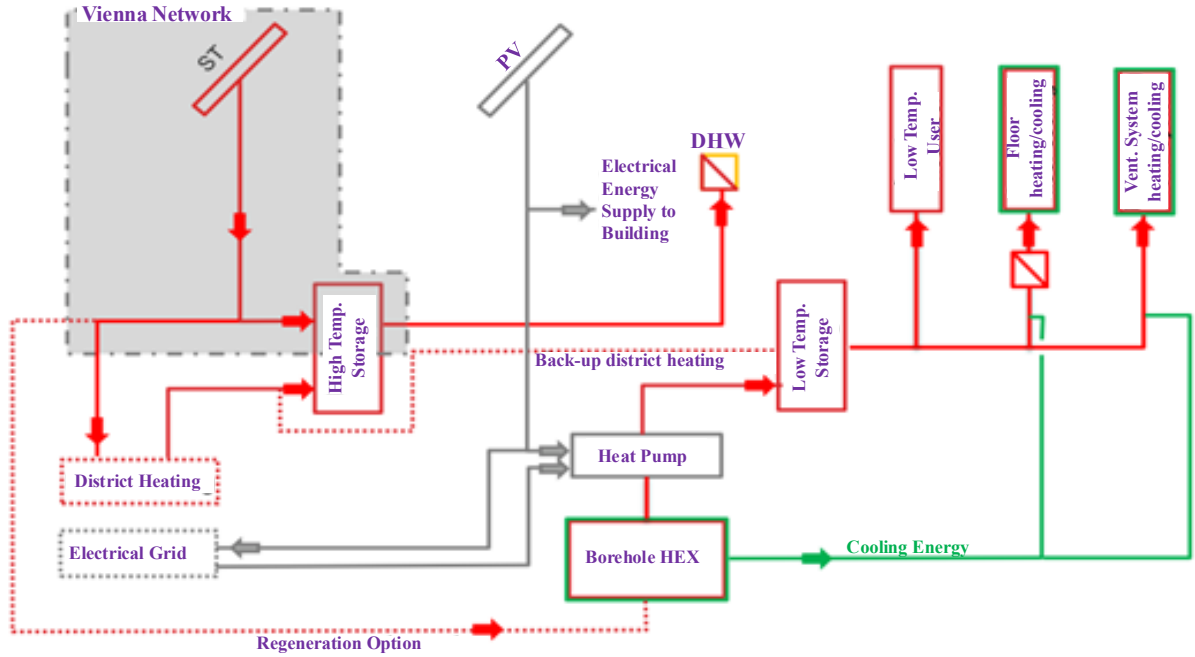 Vienna Network
ST
PV
DHW
Electrical
Energy
Supply to
Building
Low Temp.
User
Floor
heating/cooling
Vent. System
heating/cooling
High Temp.
Storage
Back-up district heating
Low Temp.
Storage
Heat Pump
District Heating
Electrical Grid
Borehole HEX
Cooling Energy
Regeneration Option